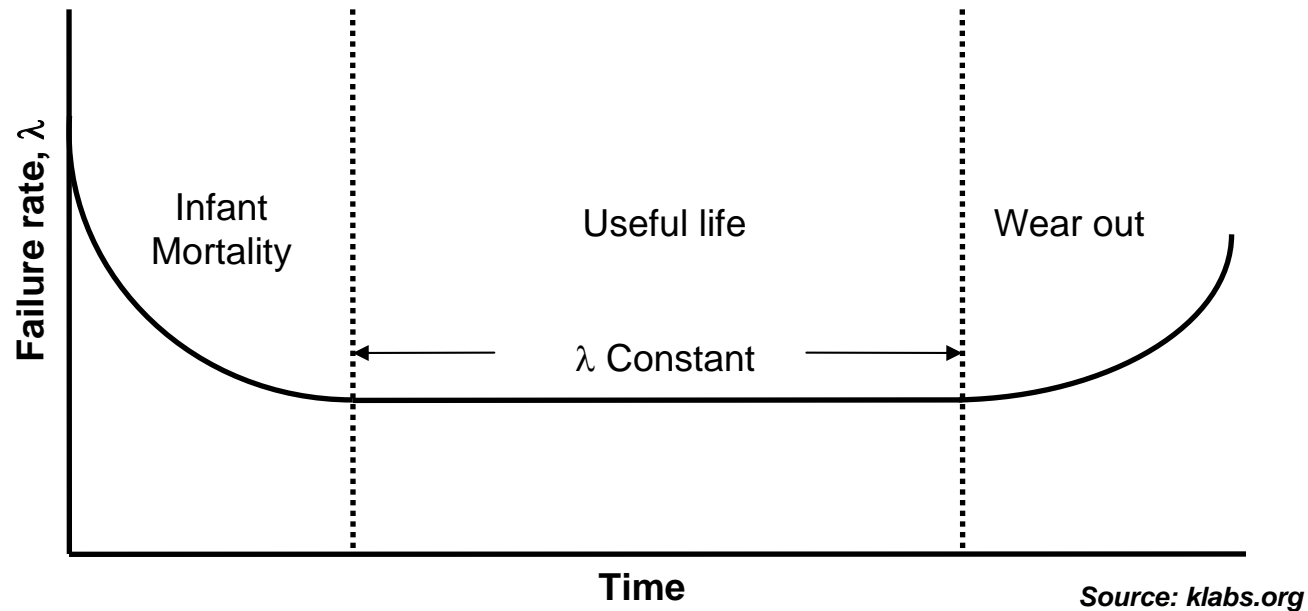 Failure rate, λ
Infant
Mortality
Useful life
Wear out
λ Constant
Time
Source: klabs.org